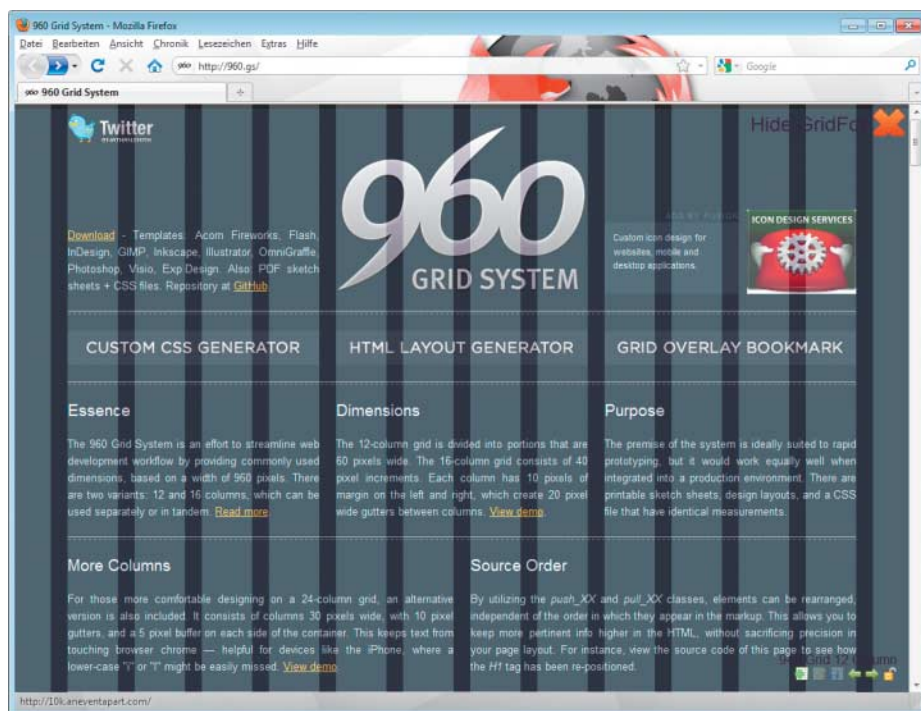 960 Grid System - Mozilla Firefox
Datei Bearbeiten Ansicht Chronik Lesezeichen Extras Hilfe
960 http://960.gs/
Google
960 960 Grid System
Twitter
Hide GridFox
960
GRID SYSTEM
Download - Templates: Acorn Fireworks, Flash,
InDesign, GIMP, Inkscape, Illustrator, OmniGraffle,
Photoshop, Visio, Exp Design. Also: PDF sketch
sheets + CSS files. Repository at GitHub.
ADS BY FUSION
Custom icon design for
websites, mobile and
desktop applications.
ICON DESIGN SERVICES
CUSTOM CSS GENERATOR
HTML LAYOUT GENERATOR
GRID OVERLAY BOOKMARK
Essence
The 960 Grid System is an effort to streamline web
development workflow by providing commonly used
dimensions, based on a width of 960 pixels. There
are two variants: 12 and 16 columns, which can be
used separately or in tandem. Read more.
Dimensions
The 12-column grid is divided into portions that are
60 pixels wide. The 16-column grid consists of 40
pixel increments. Each column has 10 pixels of
margin on the left and right, which create 20 pixel
wide gutters between columns. View demo.
Purpose
The premise of the system is ideally suited to rapid
prototyping, but it would work equally well when
integrated into a production environment. There are
printable sketch sheets, design layouts, and a CSS
file that have identical measurements.
More Columns
For those more comfortable designing on a 24-column grid, an alternative
version is also included. It consists of columns 30 pixels wide, with 10 pixel
gutters, and a 5 pixel buffer on each side of the container. This keeps text from
touching browser chrome — helpful for devices like the iPhone, where a
lower-case "i" or "l" might be easily missed. View demo.
Source Order
By utilizing the push_XX and pull_XX classes, elements can be rearranged,
independent of the order in which they appear in the markup. This allows you to
keep more pertinent info higher in the HTML, without sacrificing precision in
your page layout. For instance, view the source code of this page to see how
the H1 tag has been re-positioned.
960 Grid 12 column
http://10k.aneventapart.com/